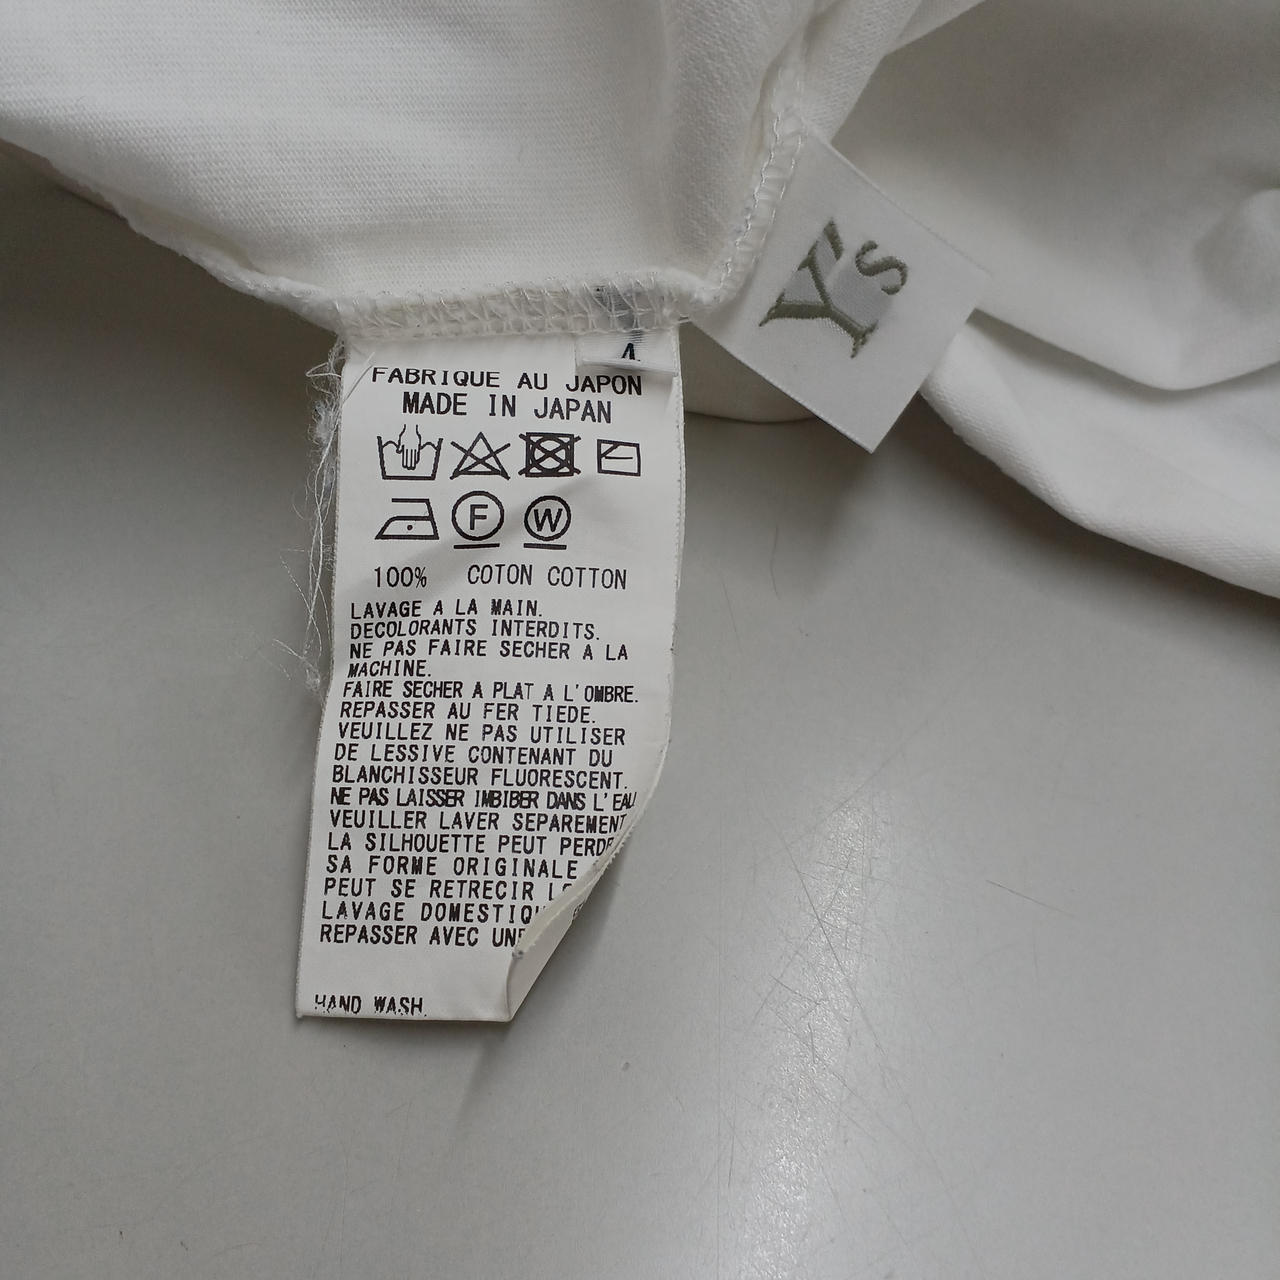 Y's
4
FABRIQUE AU JAPON
MADE IN JAPAN
F W
100% COTON COTTON
LAVAGE A LA MAIN.
DECOLORANTS INTERDITS.
NE PAS FAIRE SECHER A LA
MACHINE.
FAIRE SECHER A PLAT A L'OMBRE.
REPASSER AU FER TIEDE.
VEUILLEZ NE PAS UTILISER
DE LESSIVE CONTENANT DU
BLANCHISSEUR FLUORESCENT.
NE PAS LAISSER IMBIBER DANS L'EAU
VEUILLER LAVER SEPAREMENT
LA SILHOUETTE PEUT
SA FORME ORIGINALE
PEUT SE RETRECIR
LAVAGE
REPASSER AVEC
HAND WASH.